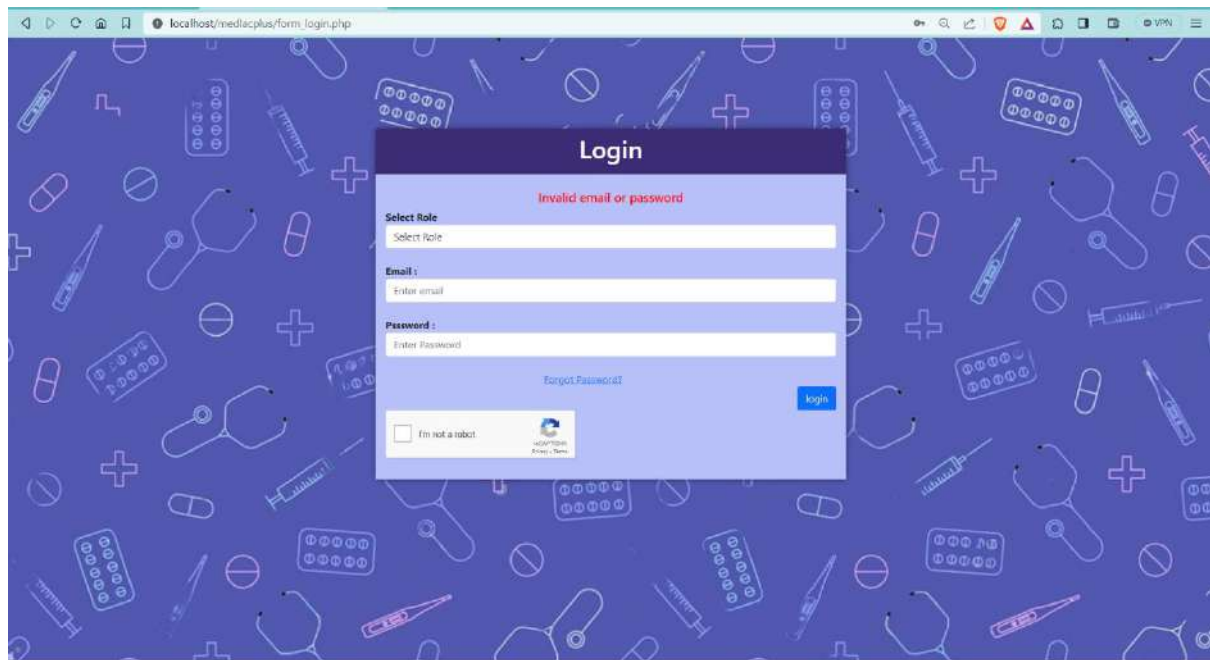 localhost/medlacplus/form_login.php
VPN
Login
Invalid email or password
Select Role
Select Role
Email :
Enter email
Password :
Enter Password
Forgot Password?
login
I'm not a robot
reCAPTCHA
Privacy - Terms